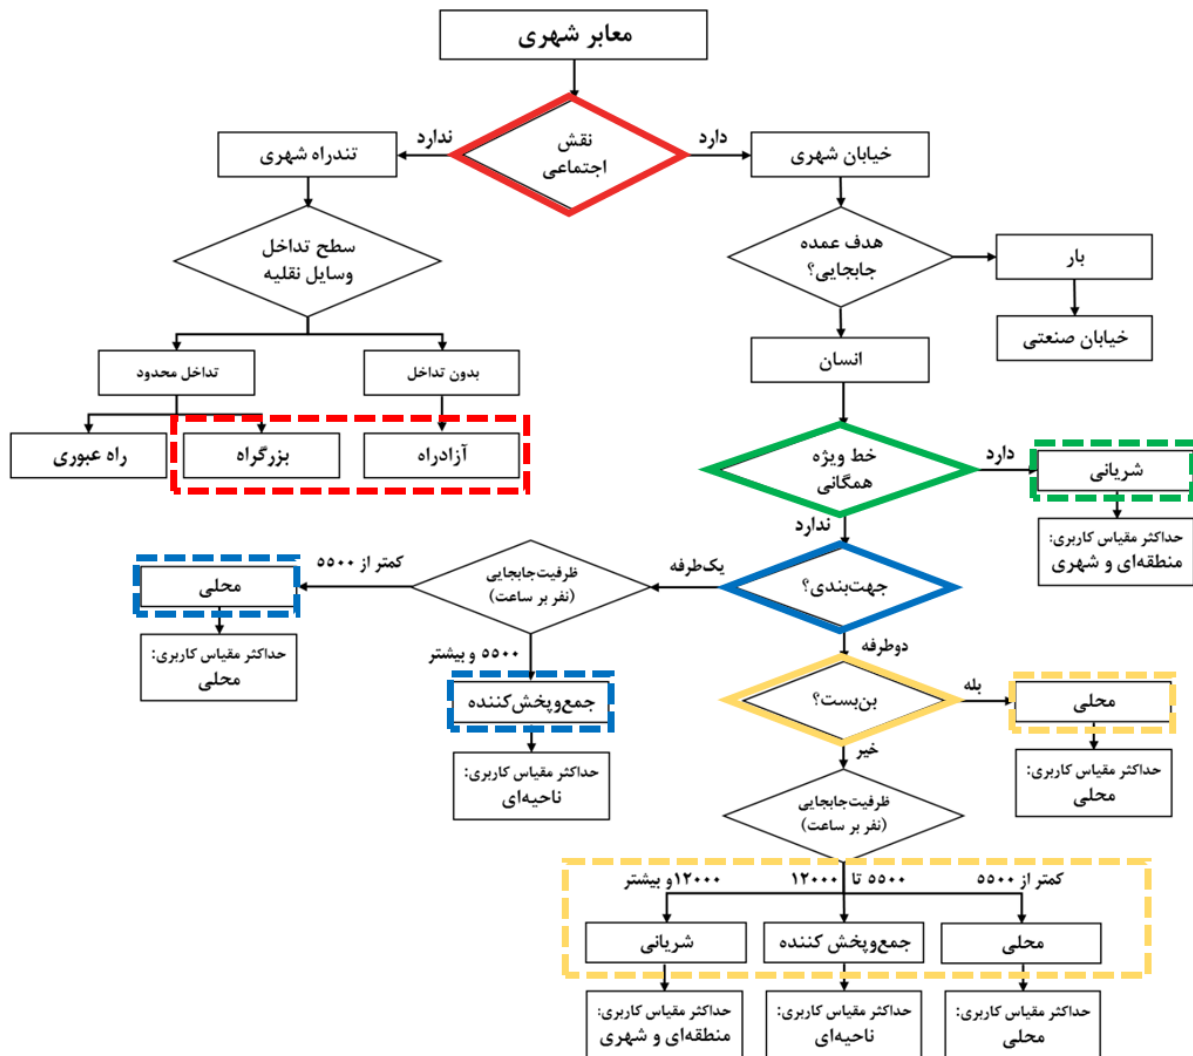 معابر شهری
نقش
اجتماعی
دارد
ندارد
خیابان شهری
تندراه شهری
هدف عمده
جابجایی؟
سطح تداخل
وسایل نقلیه
بار
خیابان صنعتی
انسان
بدون تداخل
تداخل محدود
آزادراه
بزرگراه
راه عبوری
خط ویژه
همگانی
دارد
شریانی
حداکثر مقیاس کاربری:
منطقه‌ای و شهری
ندارد
جهت‌بندی؟
یک‌طرفه
ظرفیت‌جابجایی
(نفر بر ساعت)
کمتر از ۵۵۰۰
محلی
حداکثر مقیاس کاربری:
محلی
۵۵۰۰ و بیشتر
جمع‌وپخش‌کننده
حداکثر مقیاس کاربری:
ناحیه‌ای
دوطرفه
بن‌بست؟
بله
محلی
حداکثر مقیاس کاربری:
محلی
خیر
ظرفیت‌جابجایی
(نفر بر ساعت)
کمتر از ۵۵۰۰
۵۵۰۰ تا ۱۲۰۰۰
۱۲۰۰۰و بیشتر
محلی
جمع‌وپخش کننده
شریانی
حداکثر مقیاس کاربری:
محلی
حداکثر مقیاس کاربری:
ناحیه‌ای
حداکثر مقیاس کاربری:
منطقه‌ای و شهری